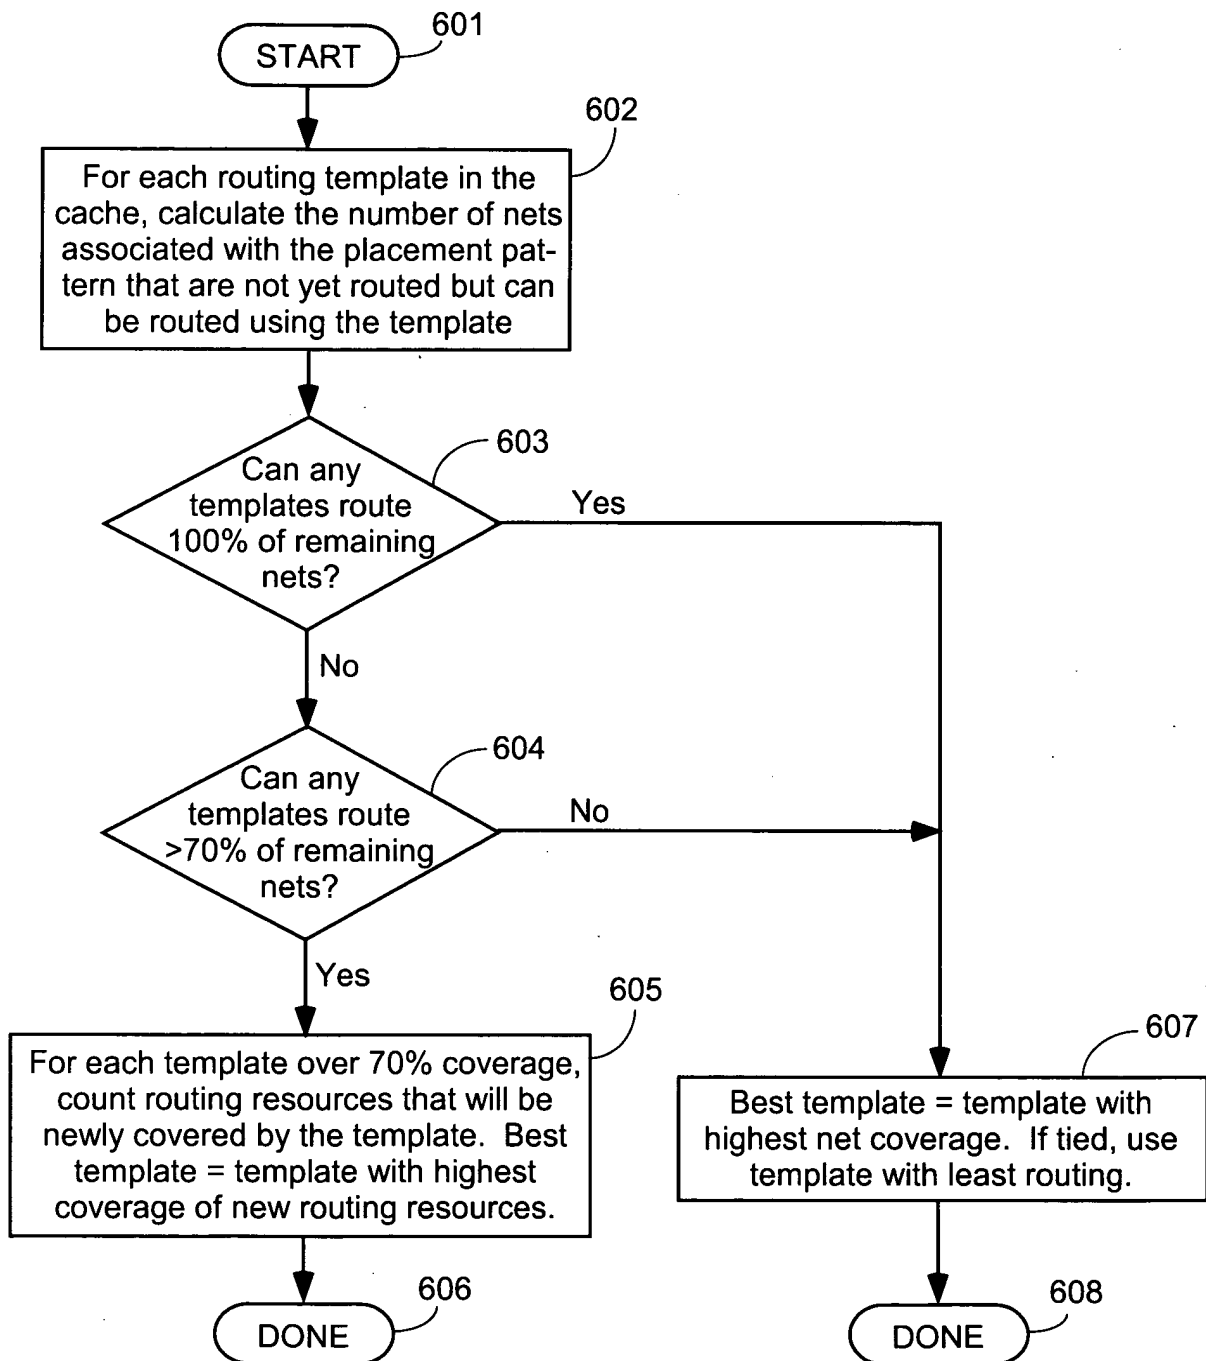 START
601
602
For each routing template in the
cache, calculate the number of nets
associated with the placement pat-
tern that are not yet routed but can
be routed using the template
603
Can any
templates route
100% of remaining
nets?
Yes
No
604
Can any
templates route
>70% of remaining
nets?
No
Yes
605
For each template over 70% coverage,
count routing resources that will be
newly covered by the template.  Best
template = template with highest
coverage of new routing resources.
607
Best template = template with
highest net coverage.  If tied, use
template with least routing.
606
DONE
608
DONE